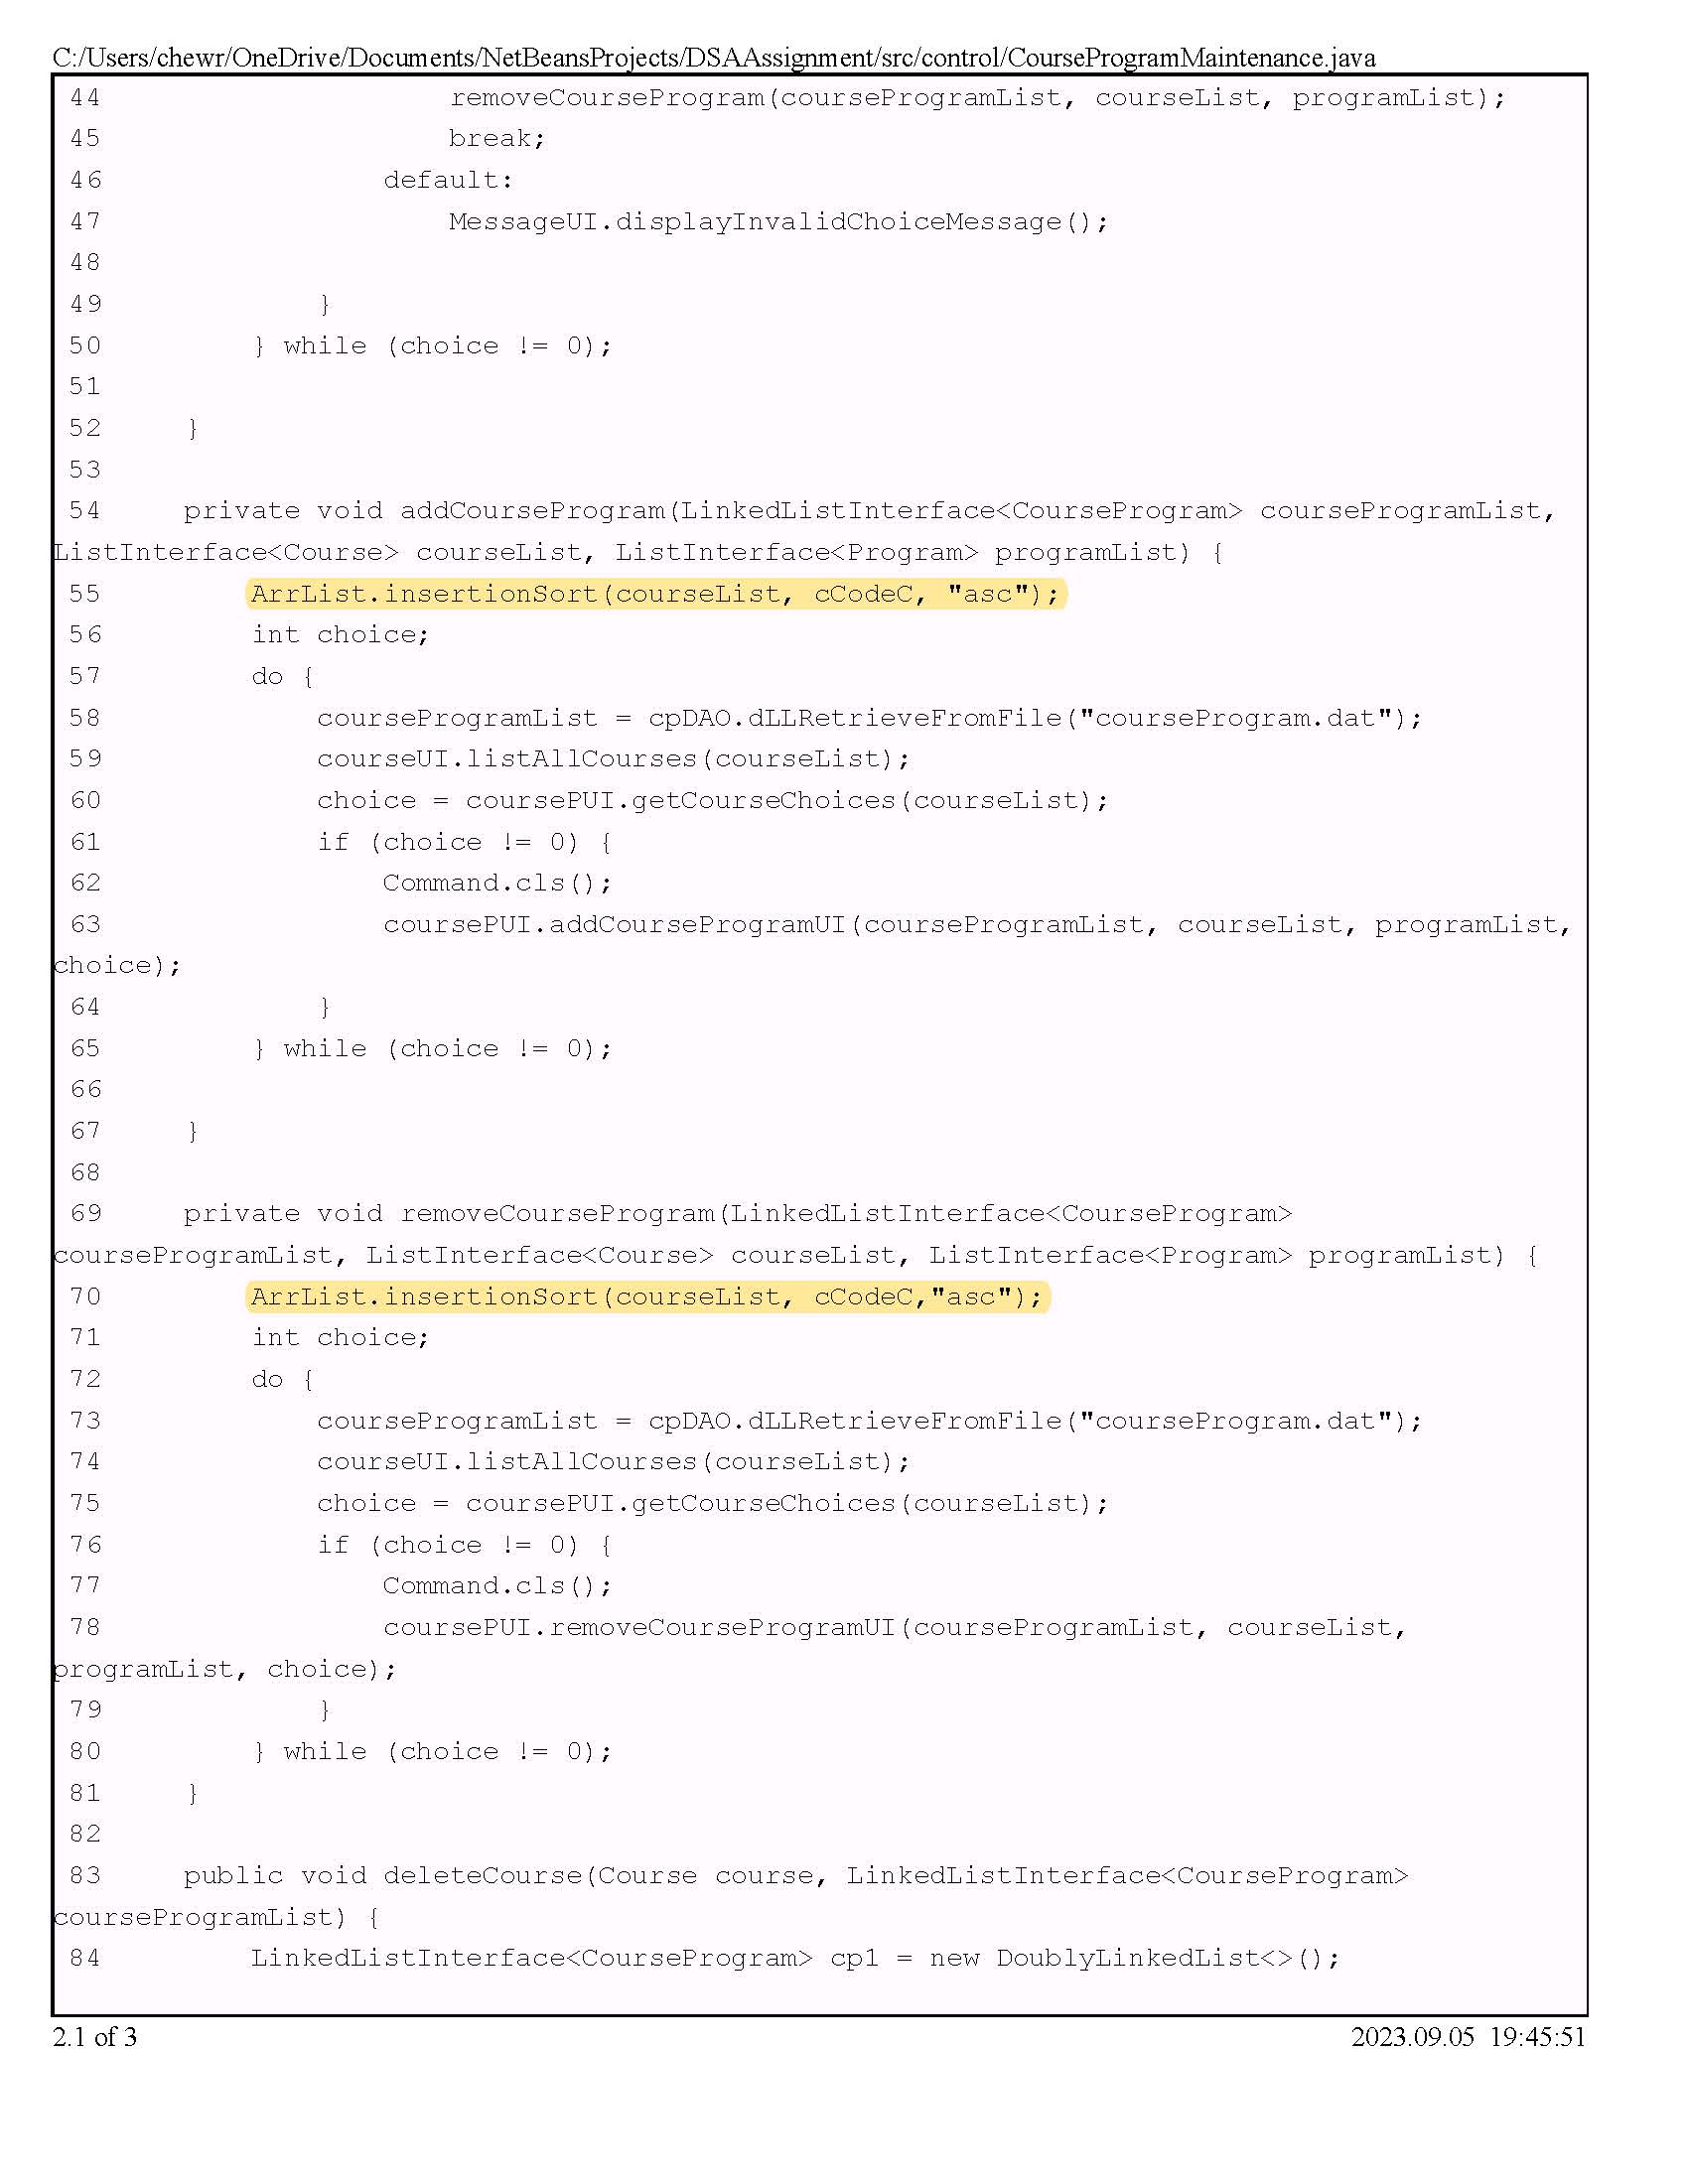 C:/Users/chewr/OneDrive/Documents/NetBeansProjects/DSAAssignment/src/control/CourseProgramMaintenance.java
44                     removeCourseProgram(courseProgramList, courseList, programList);
45                     break;
46                 default:
47                     MessageUI.displayInvalidChoiceMessage();
48
49             }
50         } while (choice != 0);
51
52     }
53
54     private void addCourseProgram(LinkedListInterface<CourseProgram> courseProgramList,
ListInterface<Course> courseList, ListInterface<Program> programList) {
55         ArrList.insertionSort(courseList, cCodeC, "asc");
56         int choice;
57         do {
58             courseProgramList = cpDAO.dLLRetrieveFromFile("courseProgram.dat");
59             courseUI.listAllCourses(courseList);
60             choice = coursePUI.getCourseChoices(courseList);
61             if (choice != 0) {
62                 Command.cls();
63                 coursePUI.addCourseProgramUI(courseProgramList, courseList, programList,
choice);
64             }
65         } while (choice != 0);
66
67     }
68
69     private void removeCourseProgram(LinkedListInterface<CourseProgram>
courseProgramList, ListInterface<Course> courseList, ListInterface<Program> programList) {
70         ArrList.insertionSort(courseList, cCodeC,"asc");
71         int choice;
72         do {
73             courseProgramList = cpDAO.dLLRetrieveFromFile("courseProgram.dat");
74             courseUI.listAllCourses(courseList);
75             choice = coursePUI.getCourseChoices(courseList);
76             if (choice != 0) {
77                 Command.cls();
78                 coursePUI.removeCourseProgramUI(courseProgramList, courseList,
programList, choice);
79             }
80         } while (choice != 0);
81     }
82
83     public void deleteCourse(Course course, LinkedListInterface<CourseProgram>
courseProgramList) {
84         LinkedListInterface<CourseProgram> cp1 = new DoublyLinkedList<>();
2.1 of 3
2023.09.05 19:45:51